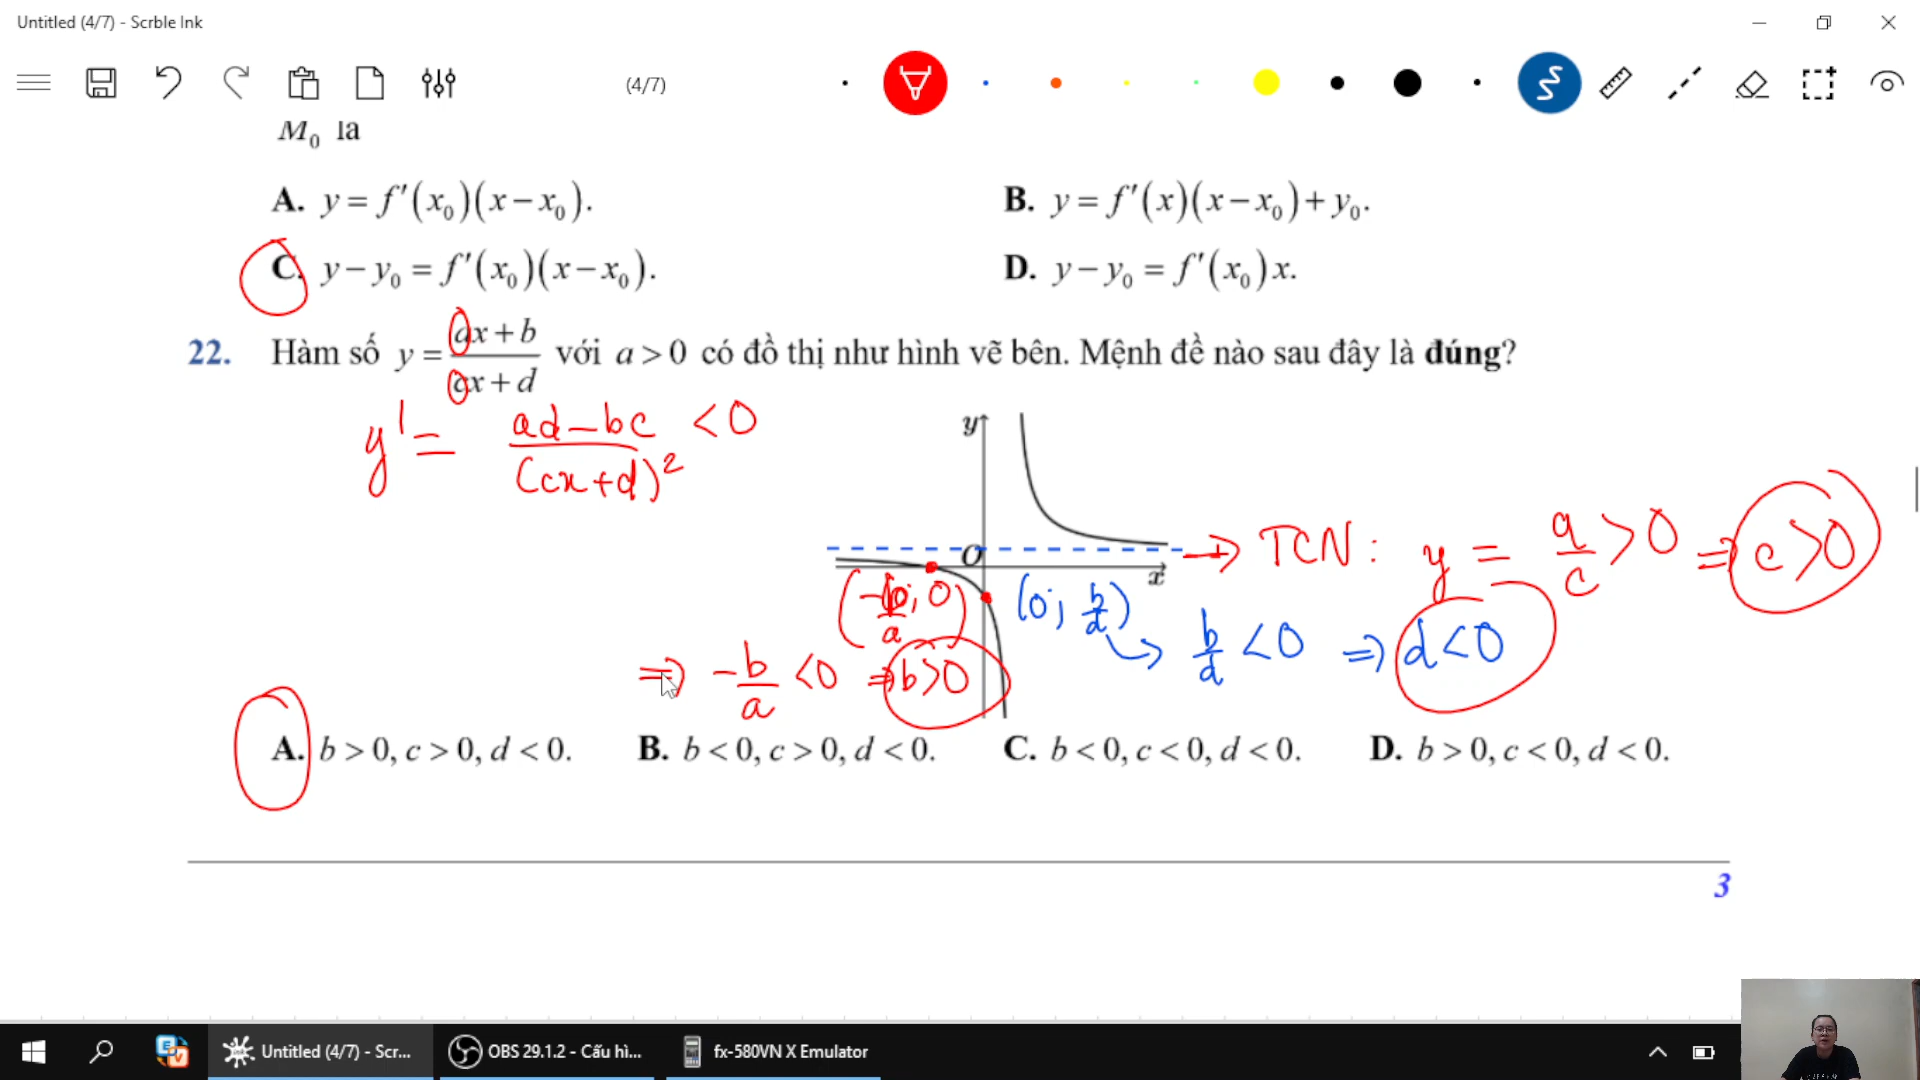 Untitled (4/7) - Scrble Ink
(4/7)
M₀ là
A. y = f′(x₀)(x − x₀).
B. y = f′(x)(x − x₀) + y₀.
C. y − y₀ = f′(x₀)(x − x₀).
D. y − y₀ = f′(x₀)x.
22. Hàm số y = (ax + b)/(cx + d) với a > 0 có đồ thị như hình vẽ bên. Mệnh đề nào sau đây là đúng?
y' = (ad − bc)/(cx + d)² < 0
y
O
x
→ TCN: y = a/c > 0 ⇒ c > 0
(−b/a; 0)
(0; b/d)
→ b/d < 0 ⇒ d < 0
⇒ −b/a < 0 ⇒ b > 0
A. b > 0, c > 0, d < 0.
B. b < 0, c > 0, d < 0.
C. b < 0, c < 0, d < 0.
D. b > 0, c < 0, d < 0.
3
Untitled (4/7) - Scr...
OBS 29.1.2 - Cấu hì...
fx-580VN X Emulator